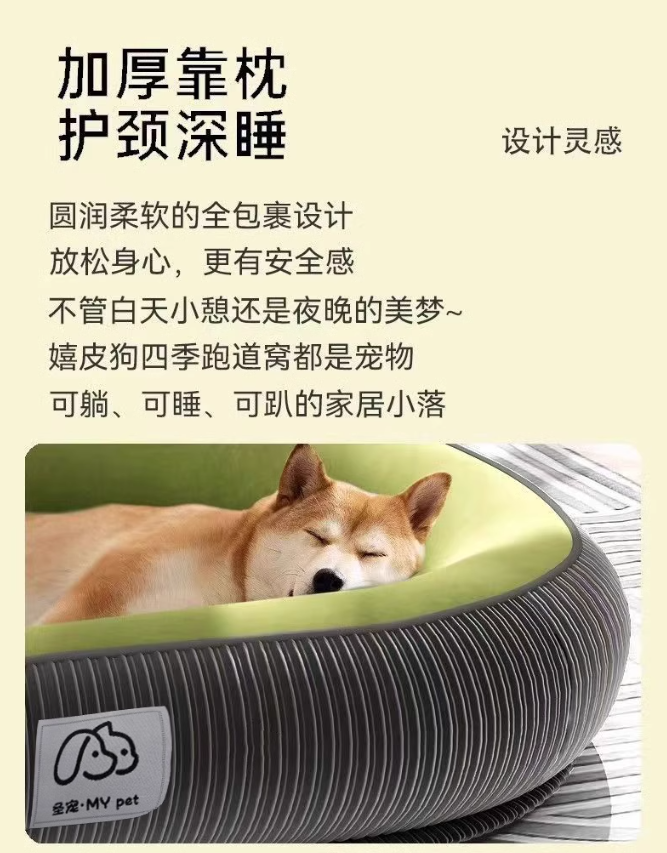 加厚靠枕
护颈深睡
设计灵感
圆润柔软的全包裹设计
放松身心，更有安全感
不管白天小憩还是夜晚的美梦~
嬉皮狗四季跑道窝都是宠物
可躺、可睡、可趴的家居小落
圣宠·MY pet